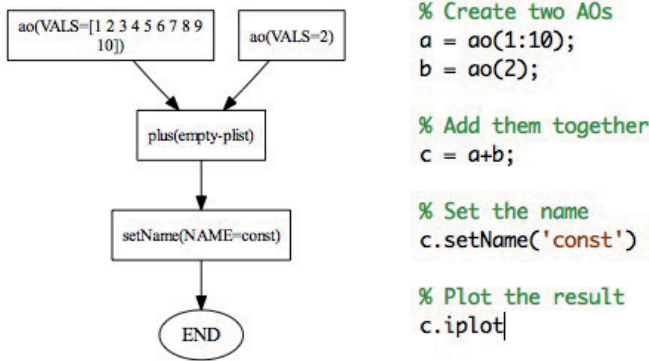 ao(VALS=[1 2 3 4 5 6 7 8 9
10])
ao(VALS=2)
plus(empty-plist)
setName(NAME=const)
END
% Create two AOs
a = ao(1:10);
b = ao(2);
% Add them together
c = a+b;
% Set the name
c.setName('const')
% Plot the result
c.iplot